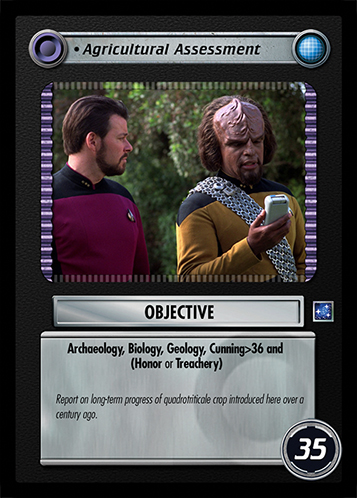 • Agricultural Assessment
OBJECTIVE
Archaeology, Biology, Geology, Cunning>36 and
(Honor or Treachery)
Report on long-term progress of quadrotriticale crop introduced here over a
century ago.
35